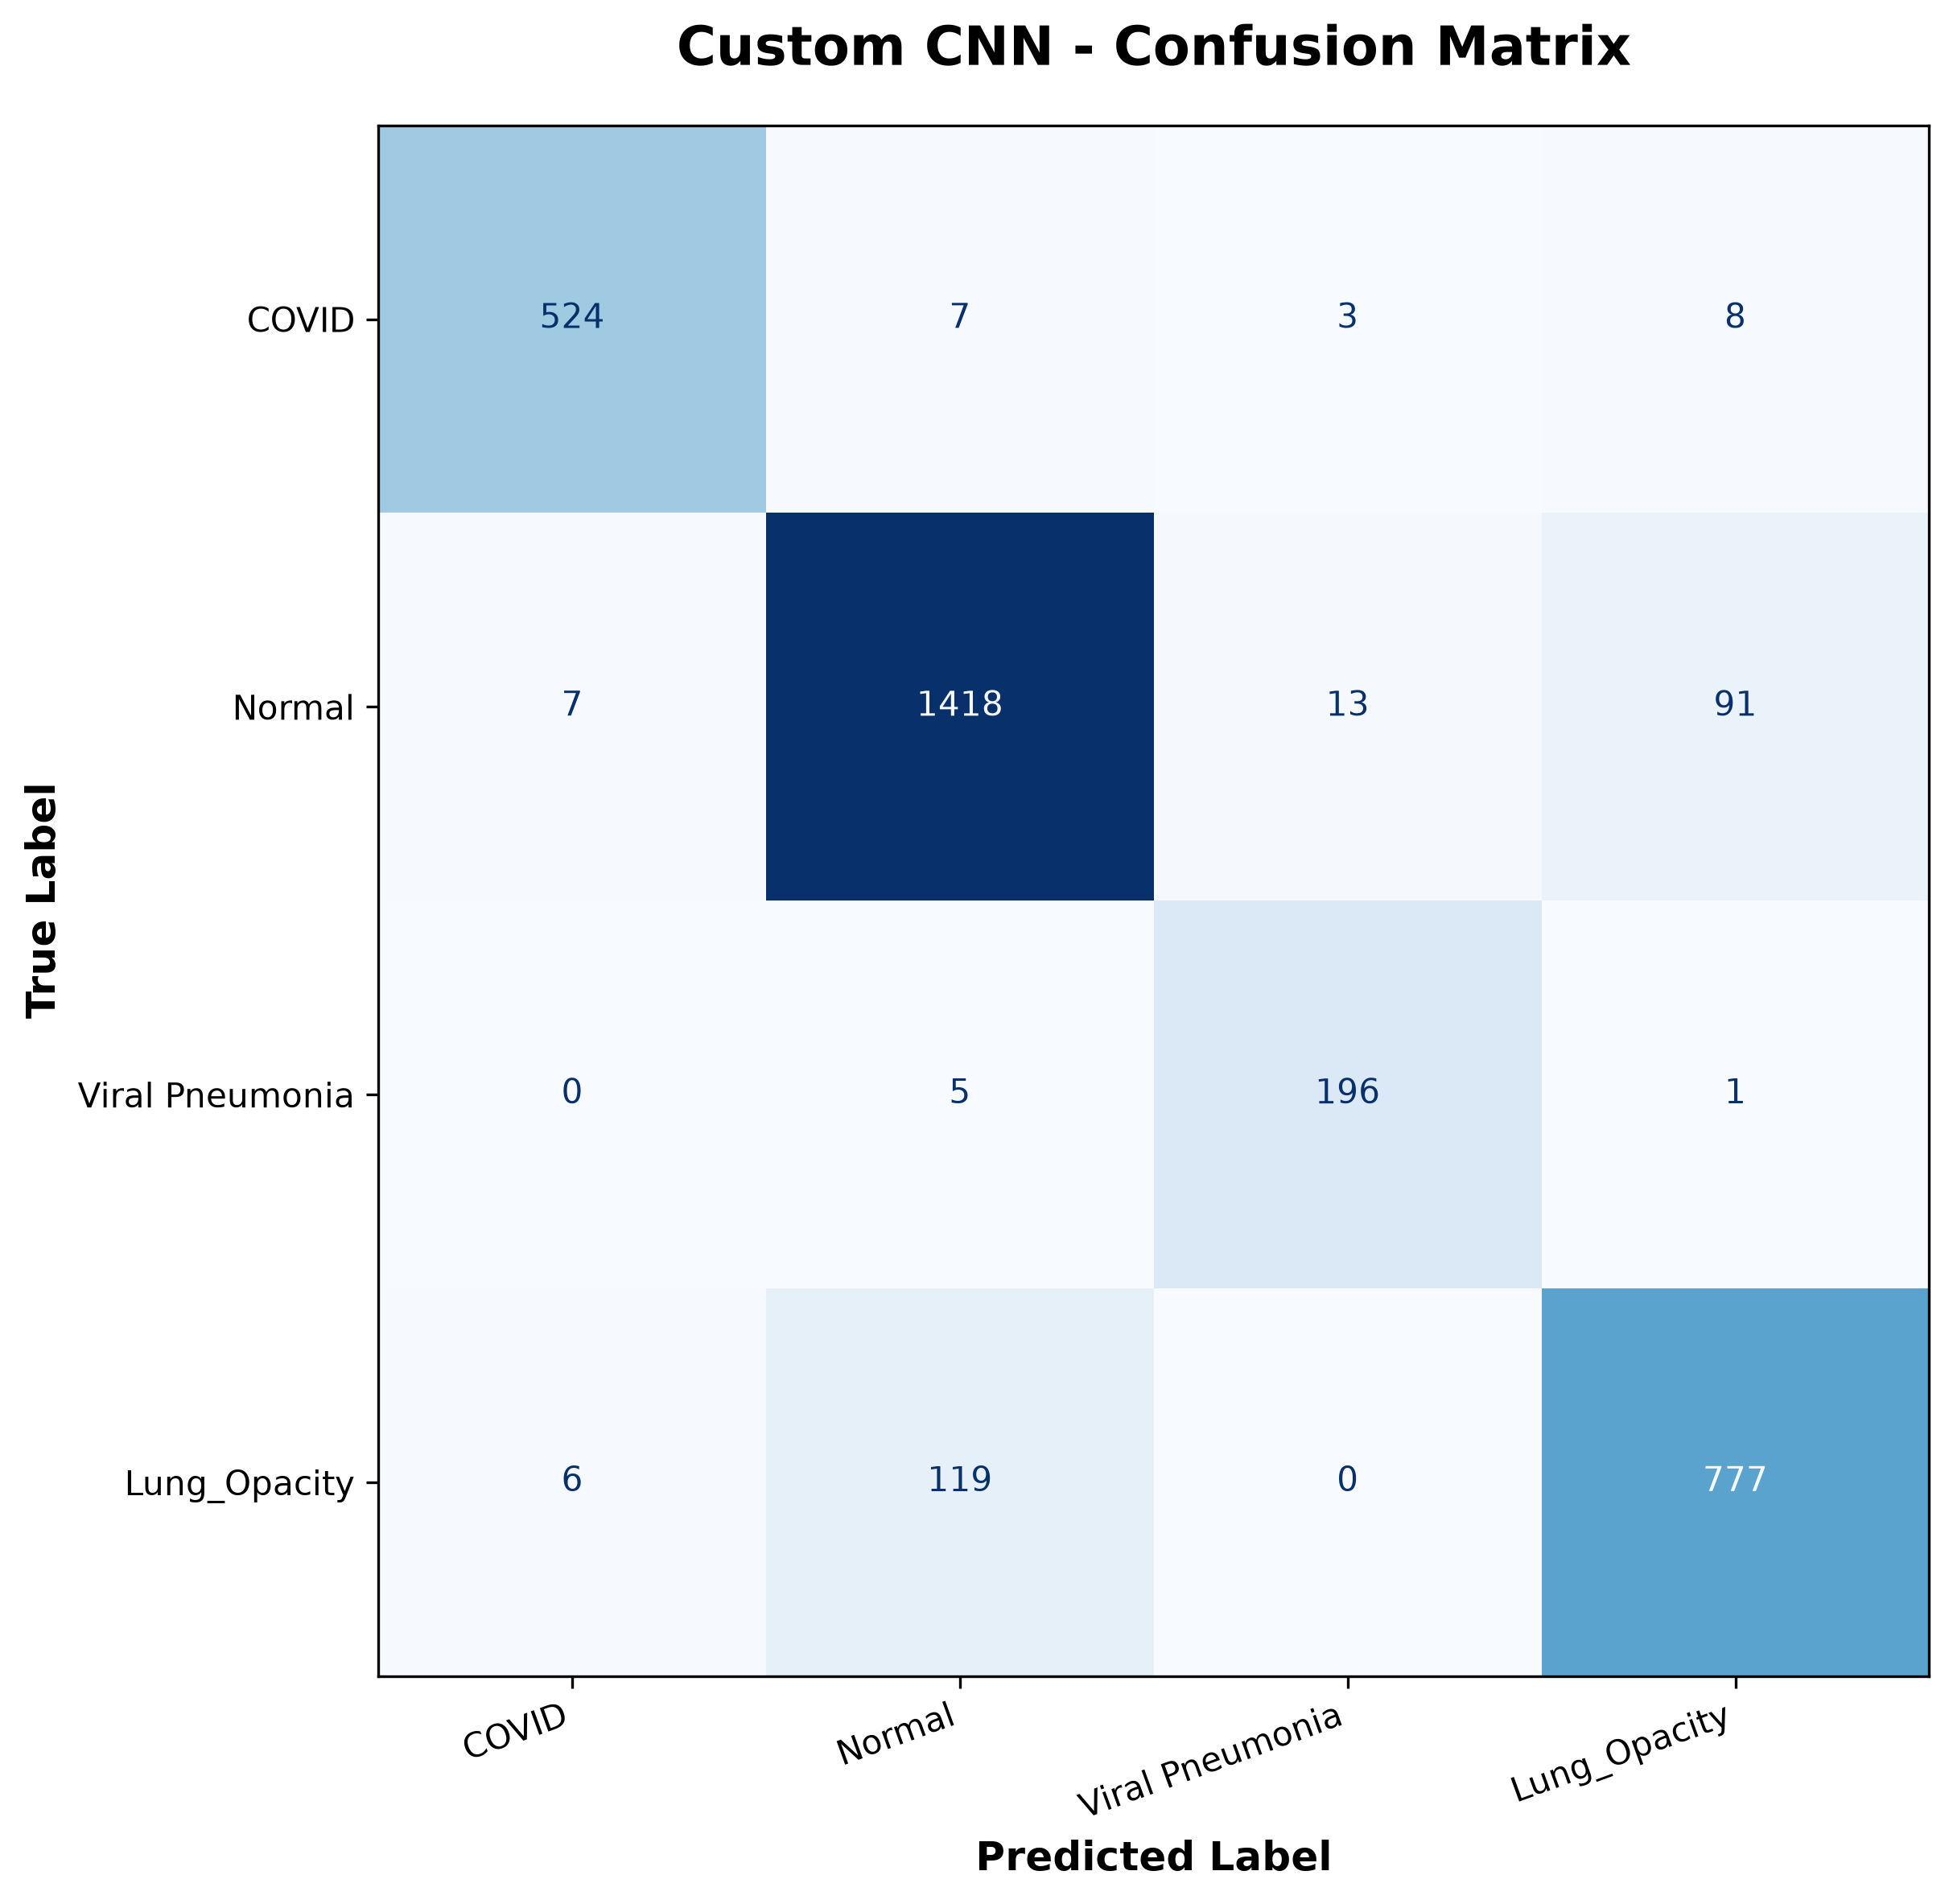 Custom CNN - Confusion Matrix
True Label
COVID 524 7 3 8
Normal 7 1418 13 91
Viral Pneumonia 0 5 196 1
Lung_Opacity 6 119 0 777
COVID Normal Viral Pneumonia Lung_Opacity
Predicted Label